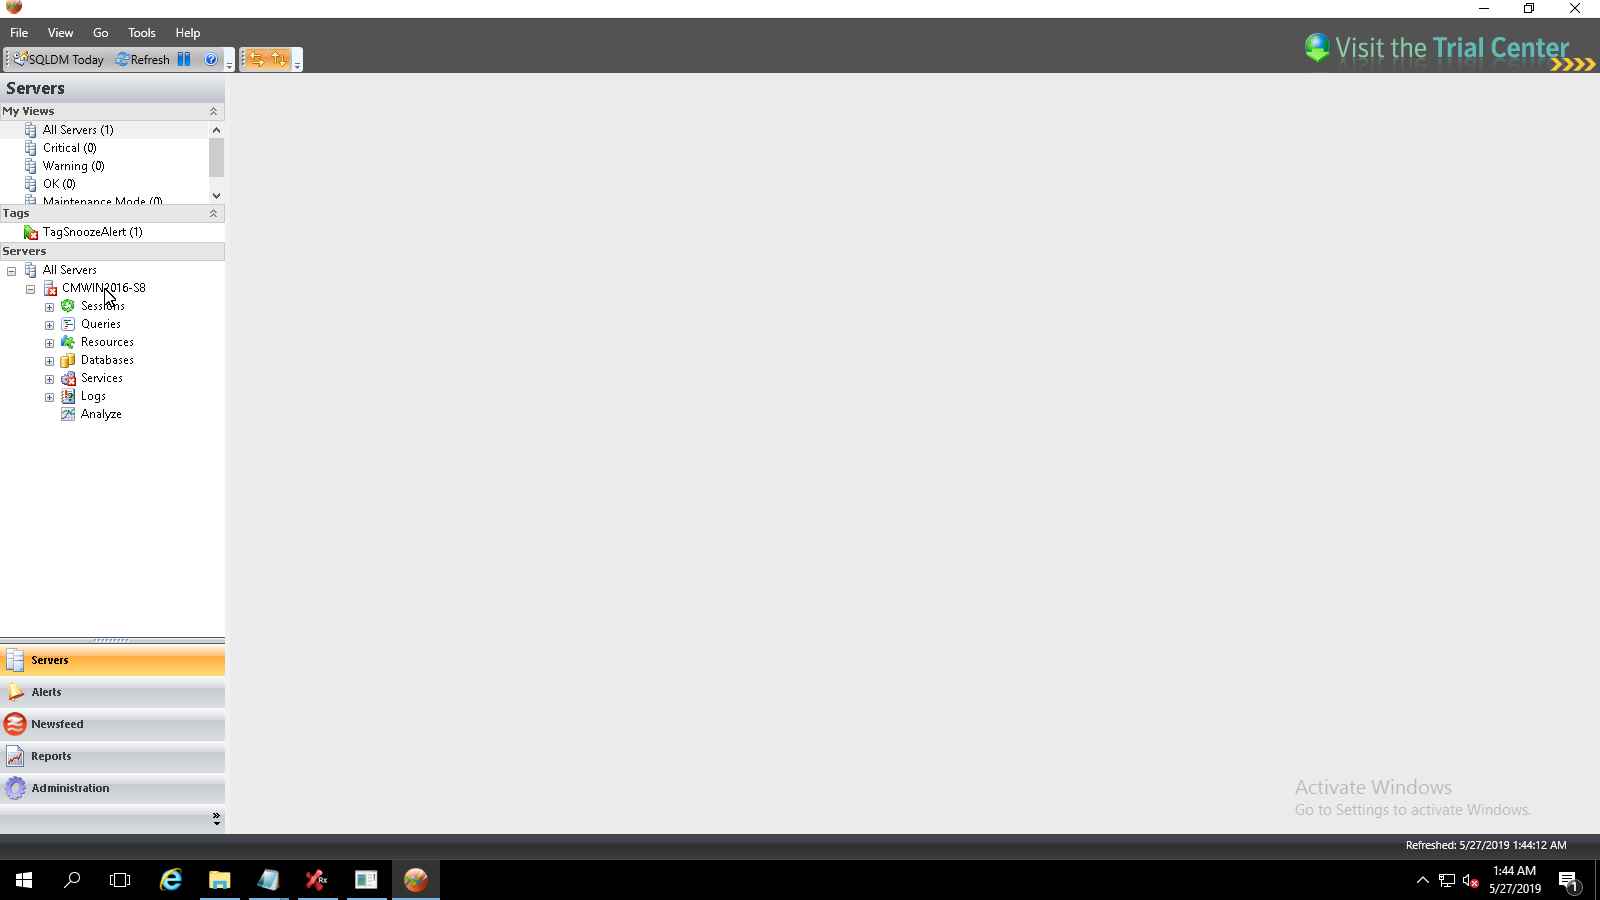 File View Go Tools Help
SQLDM Today Refresh
Visit the Trial Center
Servers
My Views
All Servers (1)
Critical (0)
Warning (0)
OK (0)
Maintenance Mode (0)
Tags
TagSnoozeAlert (1)
Servers
All Servers
CMWIN2016-S8
Sessions
Queries
Resources
Databases
Services
Logs
Analyze
Servers
Alerts
Newsfeed
Reports
Administration
Activate Windows
Go to Settings to activate Windows.
Refreshed: 5/27/2019 1:44:12 AM
Rx
1:44 AM
5/27/2019
1